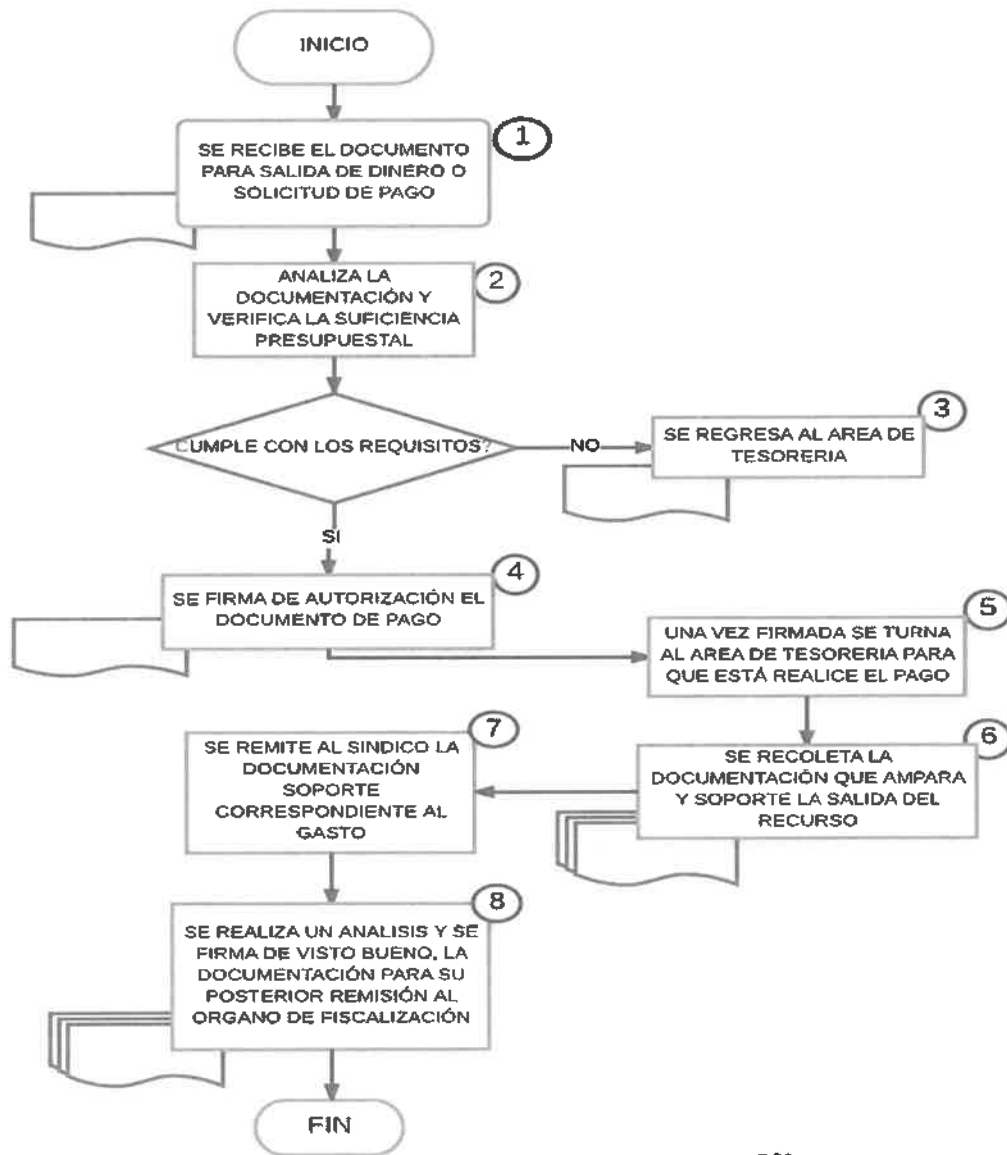 INICIO
1
SE RECIBE EL DOCUMENTO
PARA SALIDA DE DINERO O
SOLICITUD DE PAGO
2
ANALIZA LA
DOCUMENTACIÓN Y
VERIFICA LA SUFICIENCIA
PRESUPUESTAL
CUMPLE CON LOS REQUISITOS?
NO
3
SE REGRESA AL AREA DE
TESORERIA
SI
4
SE FIRMA DE AUTORIZACIÓN EL
DOCUMENTO DE PAGO
5
UNA VEZ FIRMADA SE TURNA
AL AREA DE TESORERIA PARA
QUE ESTÁ REALICE EL PAGO
6
SE RECOLETA LA
DOCUMENTACIÓN QUE AMPARA
Y SOPORTE LA SALIDA DEL
RECURSO
7
SE REMITE AL SINDICO LA
DOCUMENTACIÓN
SOPORTE
CORRESPONDIENTE AL
GASTO
8
SE REALIZA UN ANALISIS Y SE
FIRMA DE VISTO BUENO, LA
DOCUMENTACIÓN PARA SU
POSTERIOR REMISIÓN AL
ORGANO DE FISCALIZACIÓN
FIN